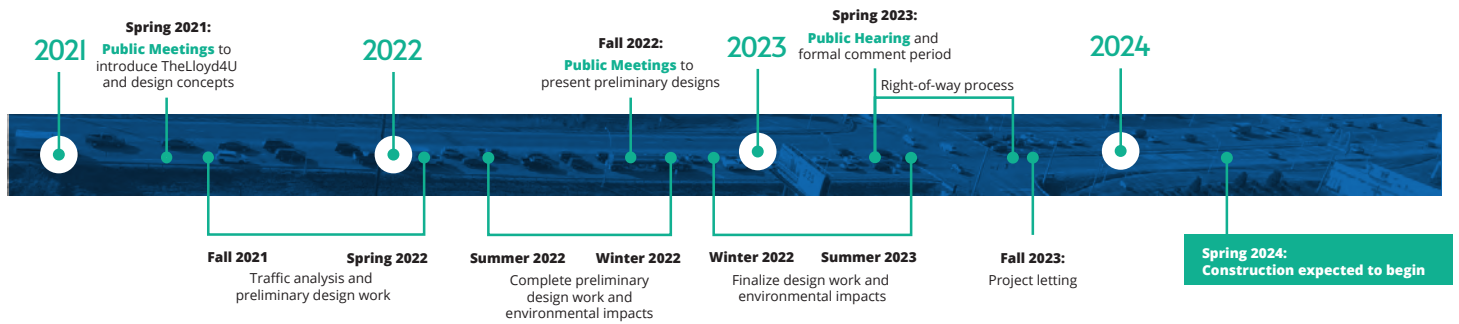 2021
Spring 2021:
Public Meetings to
introduce TheLloyd4U
and design concepts
2022
Fall 2022:
Public Meetings to
present preliminary designs
2023
Spring 2023:
Public Hearing and
formal comment period
Right-of-way process
2024
Fall 2021
Spring 2022
Traffic analysis and
preliminary design work
Summer 2022
Winter 2022
Complete preliminary
design work and
environmental impacts
Winter 2022
Summer 2023
Finalize design work and
environmental impacts
Fall 2023:
Project letting
Spring 2024:
Construction expected to begin